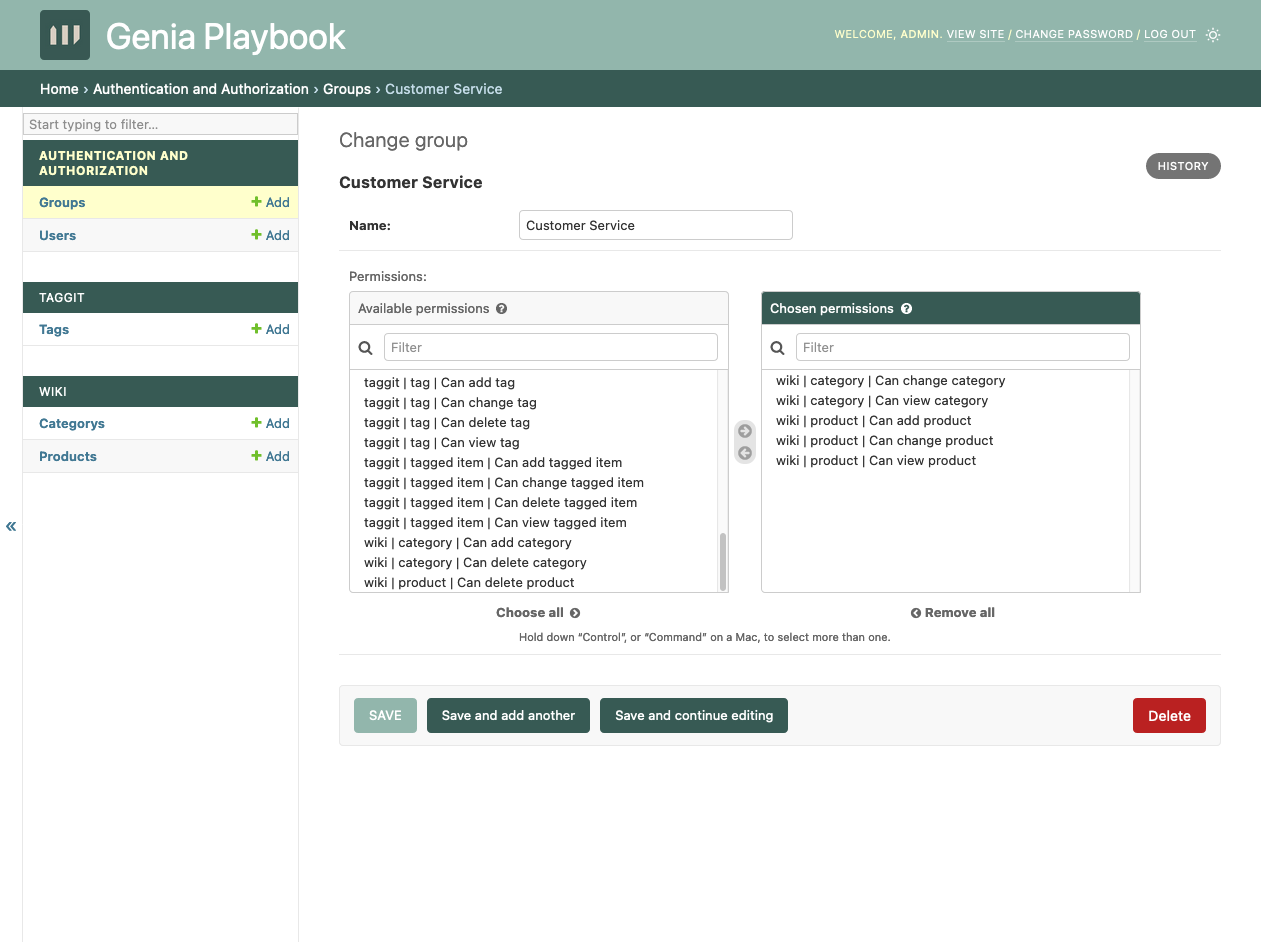 Genia Playbook
WELCOME, ADMIN. VIEW SITE / CHANGE PASSWORD / LOG OUT
Home › Authentication and Authorization › Groups › Customer Service
Start typing to filter...
AUTHENTICATION AND
AUTHORIZATION
Groups
Add
Users
Add
TAGGIT
Tags
Add
WIKI
Categorys
Add
Products
Add
«
Change group
HISTORY
Customer Service
Name:
Customer Service
Permissions:
Available permissions
Filter
taggit | tag | Can add tag
taggit | tag | Can change tag
taggit | tag | Can delete tag
taggit | tag | Can view tag
taggit | tagged item | Can add tagged item
taggit | tagged item | Can change tagged item
taggit | tagged item | Can delete tagged item
taggit | tagged item | Can view tagged item
wiki | category | Can add category
wiki | category | Can delete category
wiki | product | Can delete product
Choose all
Chosen permissions
Filter
wiki | category | Can change category
wiki | category | Can view category
wiki | product | Can add product
wiki | product | Can change product
wiki | product | Can view product
Remove all
Hold down “Control”, or “Command” on a Mac, to select more than one.
SAVE
Save and add another
Save and continue editing
Delete